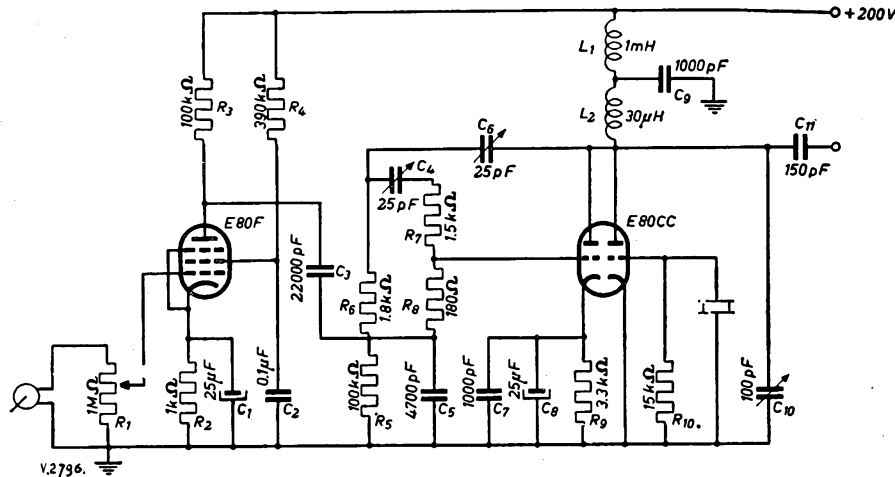 +200V
L1
1mH
1000pF
C9
100kΩ
R3
390kΩ
R4
L2
30μH
C6
25pF
C11
150pF
C4
25pF
E80F
R7
1.5kΩ
E80CC
22000pF
C3
R6
1.8kΩ
R8
180Ω
1MΩ
R1
1kΩ
R2
25μF
C1
0.1μF
C2
100kΩ
R5
4700pF
C5
1000pF
C7
25μF
C8
R9
3.3kΩ
15kΩ
R10.
100pF
C10
V.2796.